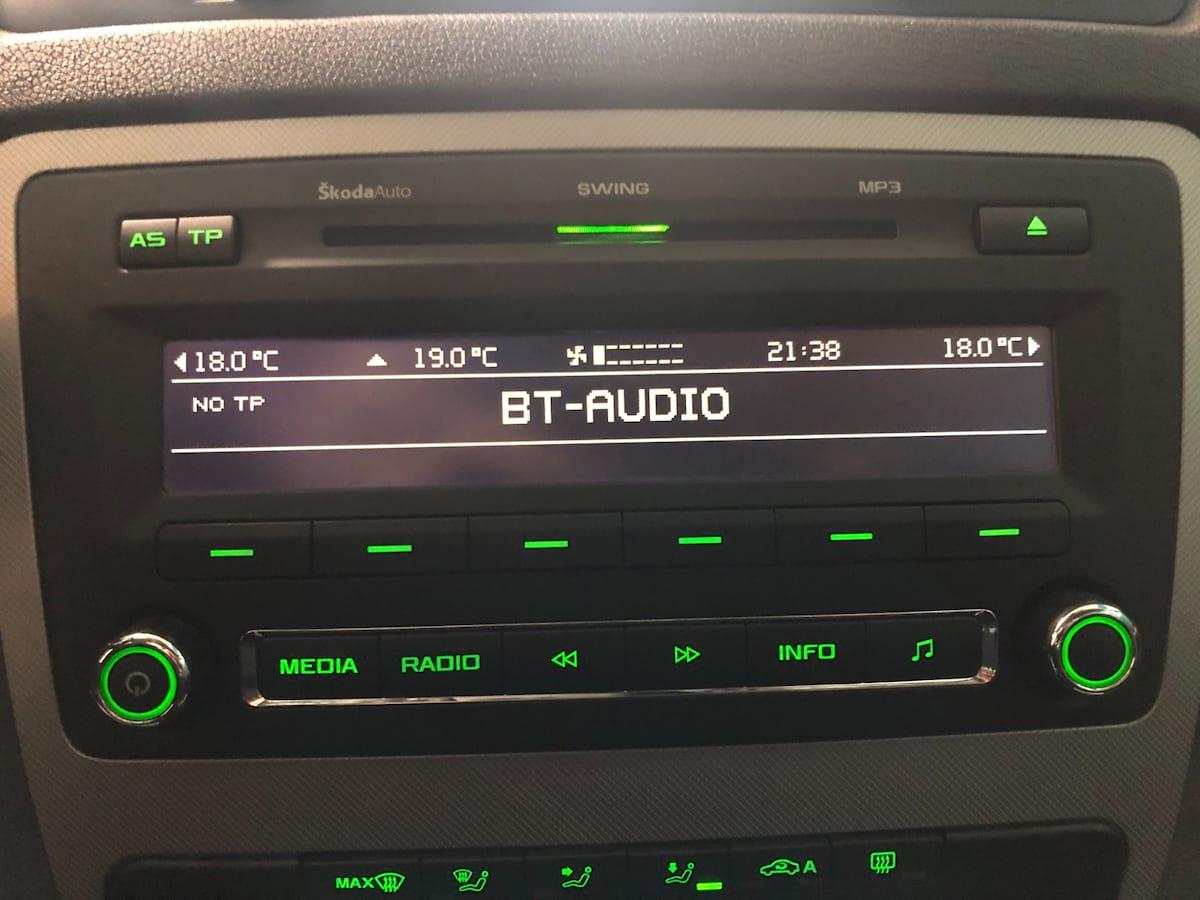 ŠkodaAuto SWING MP3
AS TP
18.0°C 19.0°C 21:38 18.0°C
NO TP BT-AUDIO
MEDIA RADIO INFO
MAX A